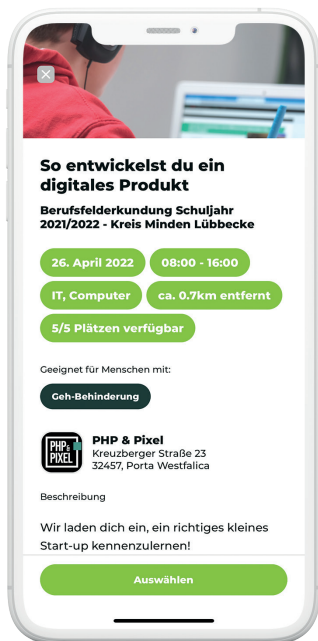 So entwickelst du ein
digitales Produkt
Berufsfelderkundung Schuljahr
2021/2022 - Kreis Minden Lübbecke
26. April 2022 08:00 - 16:00
IT, Computer ca. 0.7km entfernt
5/5 Plätzen verfügbar
Geeignet für Menschen mit:
Geh-Behinderung
PHP&
PIXEL
PHP & Pixel
Kreuzberger Straße 23
32457, Porta Westfalica
Beschreibung
Wir laden dich ein, ein richtiges kleines
Start-up kennenzulernen!
Auswählen